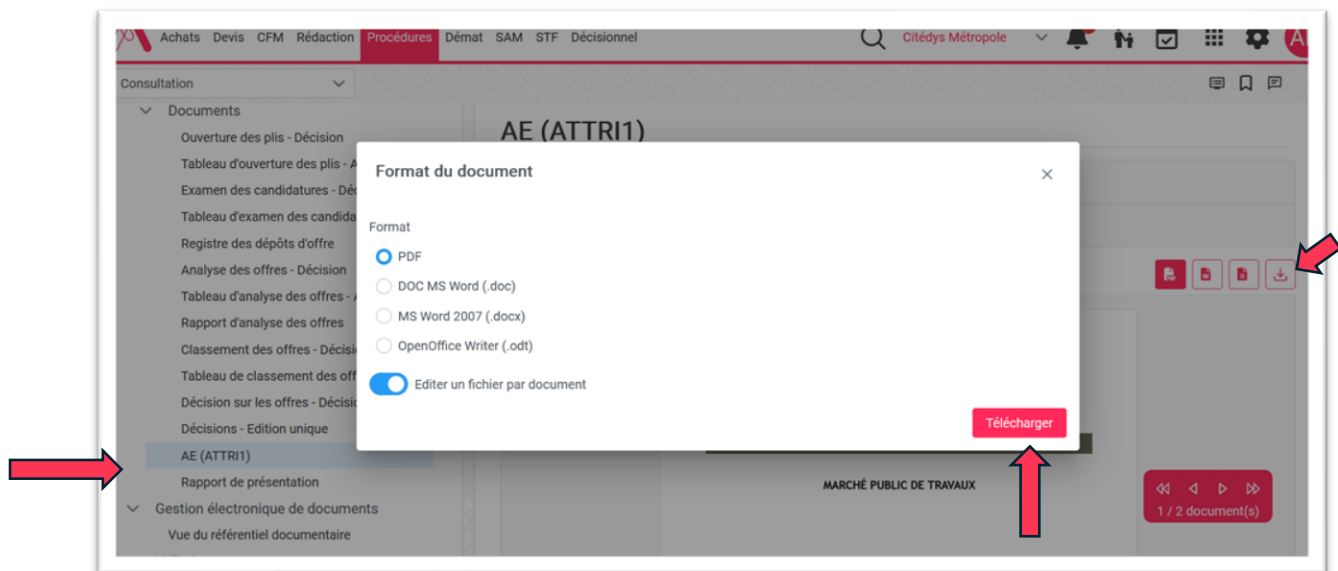 Achats Devis CFM Rédaction Procédures Démat SAM STF Décisionnel Citédys Métropole
Consultation
Documents
Ouverture des plis - Décision
Tableau d'ouverture des plis - A
Examen des candidatures - Déc
Tableau d'examen des candida
Registre des dépôts d'offre
Analyse des offres - Décision
Tableau d'analyse des offres - A
Rapport d'analyse des offres
Classement des offres - Décisi
Tableau de classement des off
Décision sur les offres - Décisio
Décisions - Edition unique
AE (ATTRI1)
Rapport de présentation
Gestion électronique de documents
Vue du référentiel documentaire
AE (ATTRI1)
Format du document
Format
PDF
DOC MS Word (.doc)
MS Word 2007 (.docx)
OpenOffice Writer (.odt)
Editer un fichier par document
Télécharger
MARCHÉ PUBLIC DE TRAVAUX
1 / 2 document(s)